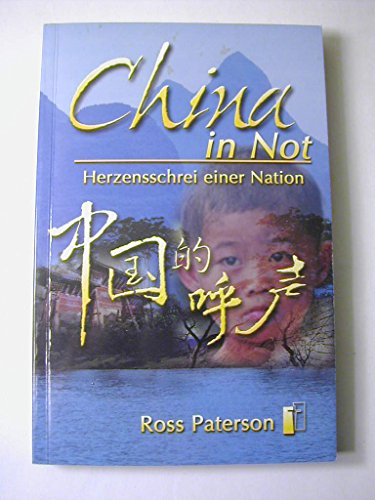 China
in Not
Herzensschrei einer Nation
中国的呼声
Ross Paterson